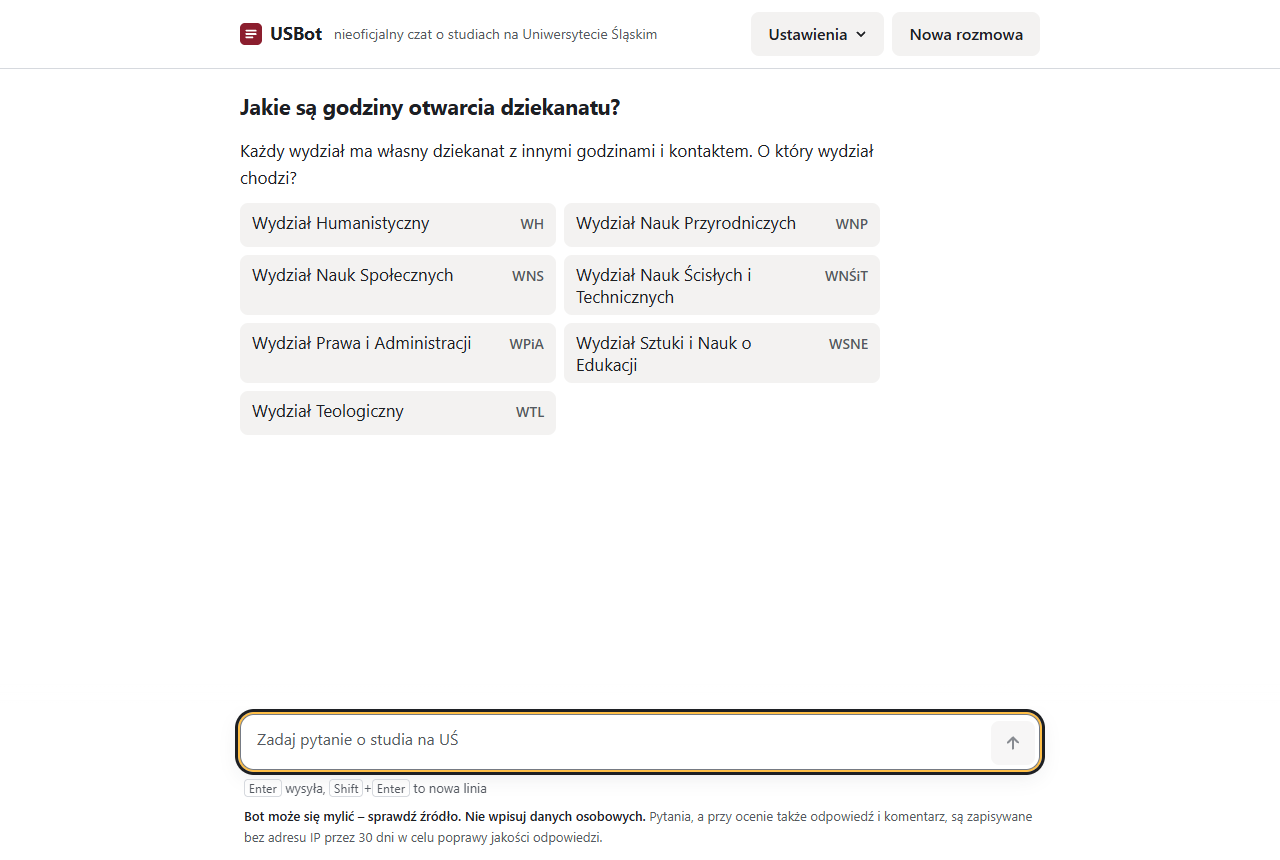 USBot nieoficjalny czat o studiach na Uniwersytecie Śląskim Ustawienia Nowa rozmowa
Jakie są godziny otwarcia dziekanatu?
Każdy wydział ma własny dziekanat z innymi godzinami i kontaktem. O który wydział
chodzi?
Wydział Humanistyczny WH
Wydział Nauk Przyrodniczych WNP
Wydział Nauk Społecznych WNS
Wydział Nauk Ścisłych i WNŚiT
Technicznych
Wydział Prawa i Administracji WPiA
Wydział Sztuki i Nauk o WSNE
Edukacji
Wydział Teologiczny WTL
Zadaj pytanie o studia na UŚ
Enter wysyła, Shift+Enter to nowa linia
Bot może się mylić – sprawdź źródło. Nie wpisuj danych osobowych. Pytania, a przy ocenie także odpowiedź i komentarz, są zapisywane
bez adresu IP przez 30 dni w celu poprawy jakości odpowiedzi.